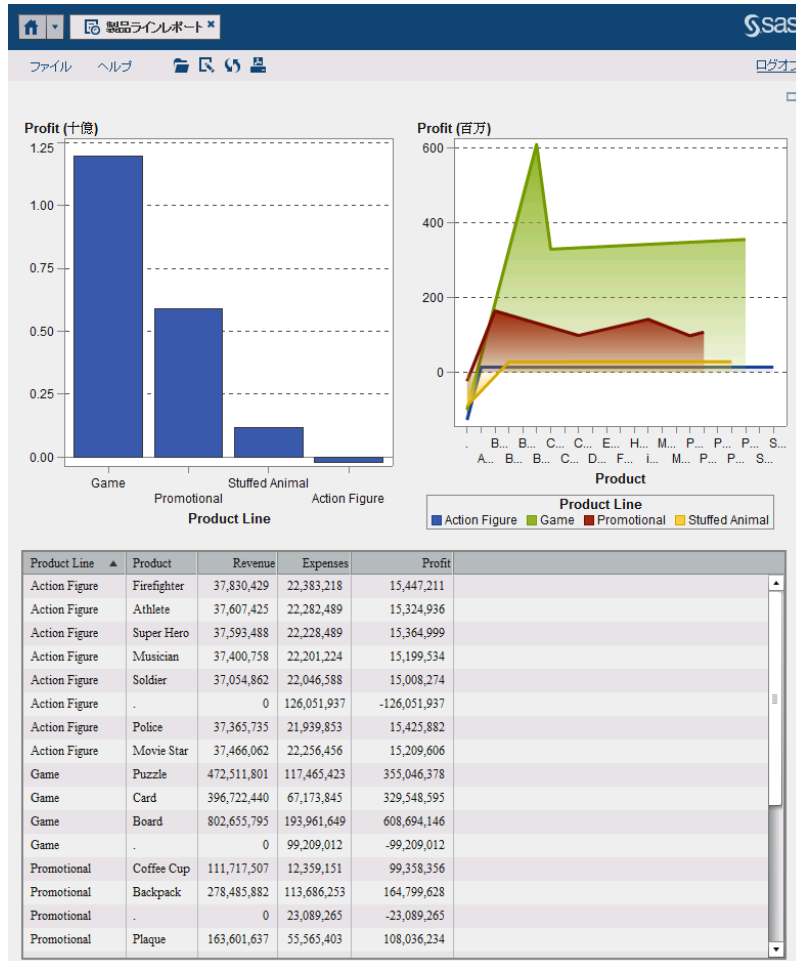 製品ラインレポート
sas
ファイル ヘルプ
ログオフ
Profit (十億)
1.25
1.00
0.75
0.50
0.25
0.00
Game
Promotional
Stuffed Animal
Action Figure
Product Line
Profit (百万)
600
400
200
0
. B... B... C... C... E... H... M... P... P... P... S...
A... B... B... C... D... F... i... M... P... P... S...
Product
Product Line
Action Figure Game Promotional Stuffed Animal
Product Line Product Revenue Expenses Profit
Action Figure Firefighter 37,830,429 22,383,218 15,447,211
Action Figure Athlete 37,607,425 22,282,489 15,324,936
Action Figure Super Hero 37,593,488 22,228,489 15,364,999
Action Figure Musician 37,400,758 22,201,224 15,199,534
Action Figure Soldier 37,054,862 22,046,588 15,008,274
Action Figure . 0 126,051,937 -126,051,937
Action Figure Police 37,365,735 21,939,853 15,425,882
Action Figure Movie Star 37,466,062 22,256,456 15,209,606
Game Puzzle 472,511,801 117,465,423 355,046,378
Game Card 396,722,440 67,173,845 329,548,595
Game Board 802,655,795 193,961,649 608,694,146
Game . 0 99,209,012 -99,209,012
Promotional Coffee Cup 111,717,507 12,359,151 99,358,356
Promotional Backpack 278,485,882 113,686,253 164,799,628
Promotional . 0 23,089,265 -23,089,265
Promotional Plaque 163,601,637 55,565,403 108,036,234